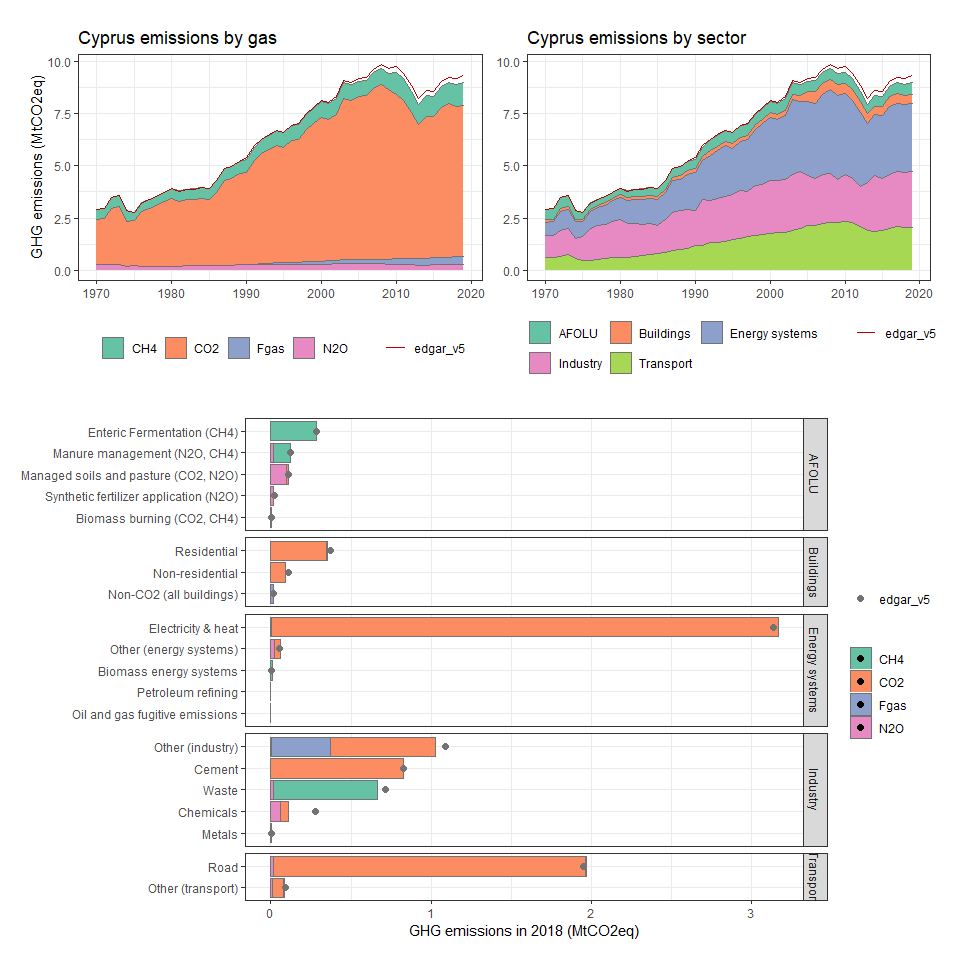 Cyprus emissions by gas
GHG emissions (MtCO2eq)
10.0
7.5
5.0
2.5
0.0
1970
1980
1990
2000
2010
2020
CH4
CO2
Fgas
N2O
edgar_v5
Cyprus emissions by sector
10.0
7.5
5.0
2.5
0.0
1970
1980
1990
2000
2010
2020
AFOLU
Buildings
Energy systems
edgar_v5
Industry
Transport
Enteric Fermentation (CH4)
Manure management (N2O, CH4)
Managed soils and pasture (CO2, N2O)
Synthetic fertilizer application (N2O)
Biomass burning (CO2, CH4)
AFOLU
Residential
Non-residential
Non-CO2 (all buildings)
Buildings
Electricity & heat
Other (energy systems)
Biomass energy systems
Petroleum refining
Oil and gas fugitive emissions
Energy systems
Other (industry)
Cement
Waste
Chemicals
Metals
Industry
Road
Other (transport)
Transport
0
1
2
3
GHG emissions in 2018 (MtCO2eq)
edgar_v5
CH4
CO2
Fgas
N2O